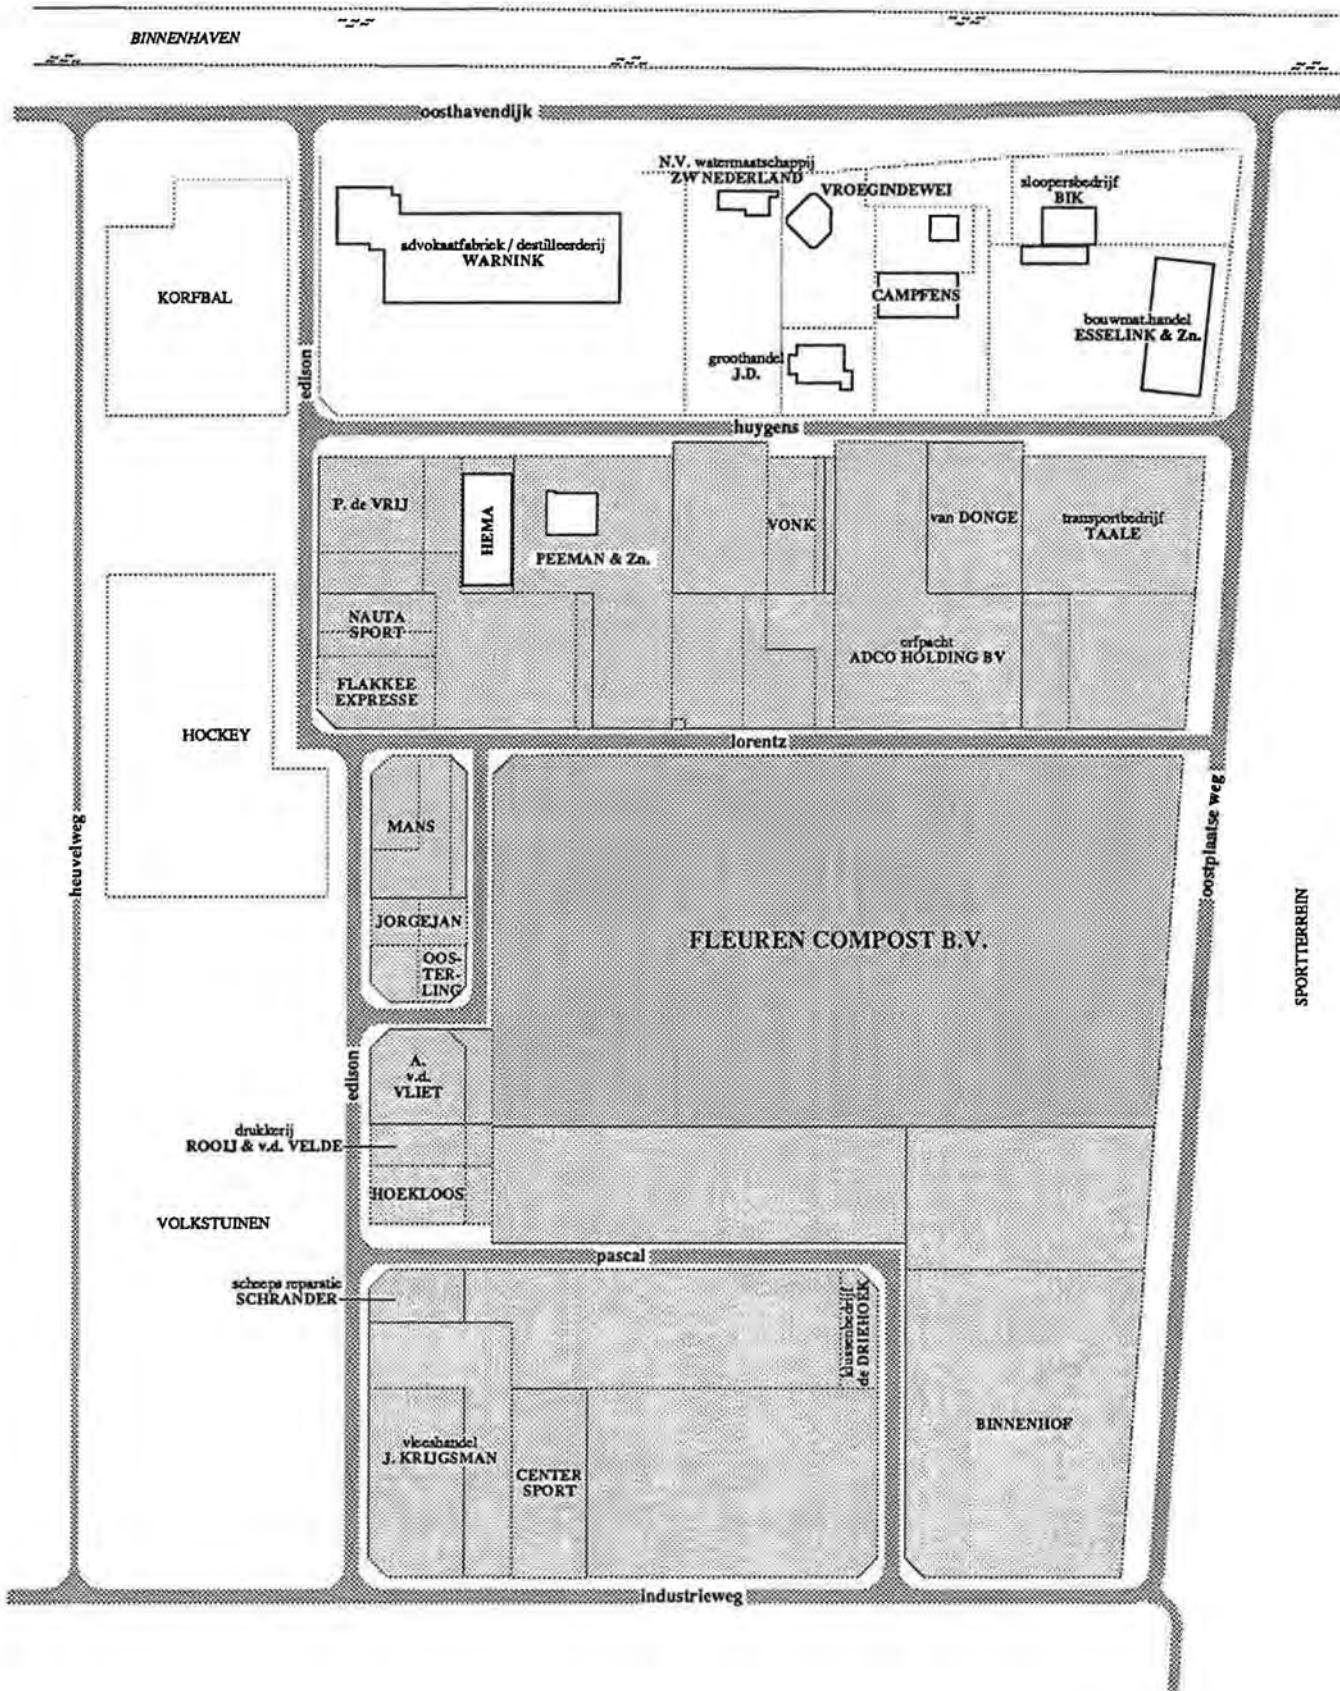 BINNENHAVEN
oosthavendijk
N.V. watermaatschappij
ZW NEDERLAND
VROEGINDEWEI
sloopersbedrijf
BIK
advokaatfabriek / destilleerderij
WARNINK
KORFBAL
CAMPFENS
bouwmat.handel
ESSELINK & Zn.
groothandel
J.D.
edison
huygens
P. de VRIJ
HEMA
PEEMAN & Zn.
VONK
van DONGE
transportbedrijf
TAALE
NAUTA
SPORT
erfpacht
ADCO HOLDING BV
FLAKKEE
EXPRESSE
HOCKEY
lorentz
heuvelweg
MANS
oostplaatse weg
JORGEJAN
FLEUREN COMPOST B.V.
SPORTTERREIN
OOS-
TER-
LING
edison
A.
v.d.
VLIET
drukkerij
ROOIJ & v.d. VELDE
HOEKLOOS
VOLKSTUINEN
pascal
scheeps reparatie
SCHRANDER
klussenbedrijf
de DRIEHOEK
BINNENHOF
vleeshandel
J. KRIJGSMAN
CENTER
SPORT
industrieweg